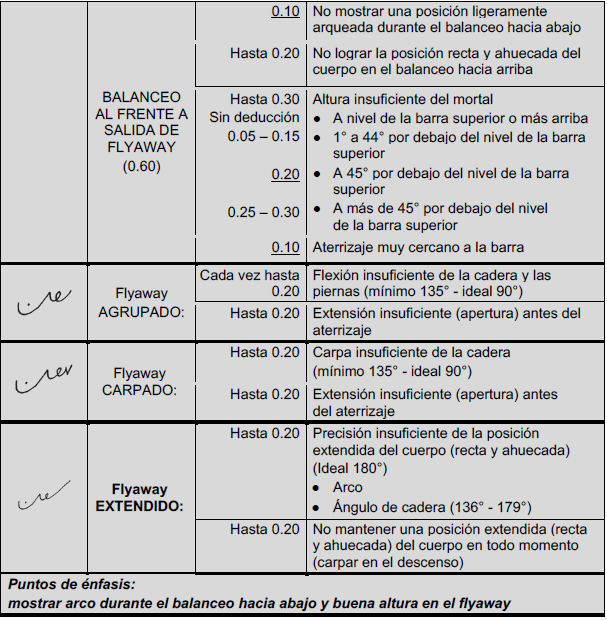 0.10 No mostrar una posición ligeramente
arqueada durante el balanceo hacia abajo
Hasta 0.20 No lograr la posición recta y ahuecada del
cuerpo en el balanceo hacia arriba
BALANCEO
AL FRENTE A
SALIDA DE
FLYAWAY
(0.60)
Hasta 0.30 Altura insuficiente del mortal
Sin deducción ● A nivel de la barra superior o más arriba
0.05 – 0.15 ● 1° a 44° por debajo del nivel de la barra
superior
0.20 ● A 45° por debajo del nivel de la barra
superior
0.25 – 0.30 ● A más de 45° por debajo del nivel
de la barra superior
0.10 Aterrizaje muy cercano a la barra
Flyaway
AGRUPADO:
Cada vez hasta
0.20
Flexión insuficiente de la cadera y las
piernas (mínimo 135° - ideal 90°)
Hasta 0.20 Extensión insuficiente (apertura) antes del
aterrizaje
Flyaway
CARPADO:
Hasta 0.20 Carpa insuficiente de la cadera
(mínimo 135° - ideal 90°)
Hasta 0.20 Extensión insuficiente (apertura) antes
del aterrizaje
Flyaway
EXTENDIDO:
Hasta 0.20 Precisión insuficiente de la posición
extendida del cuerpo (recta y ahuecada)
(Ideal 180°)
● Arco
● Ángulo de cadera (136° - 179°)
Hasta 0.20 No mantener una posición extendida (recta
y ahuecada) del cuerpo en todo momento
(carpar en el descenso)
Puntos de énfasis:
mostrar arco durante el balanceo hacia abajo y buena altura en el flyaway